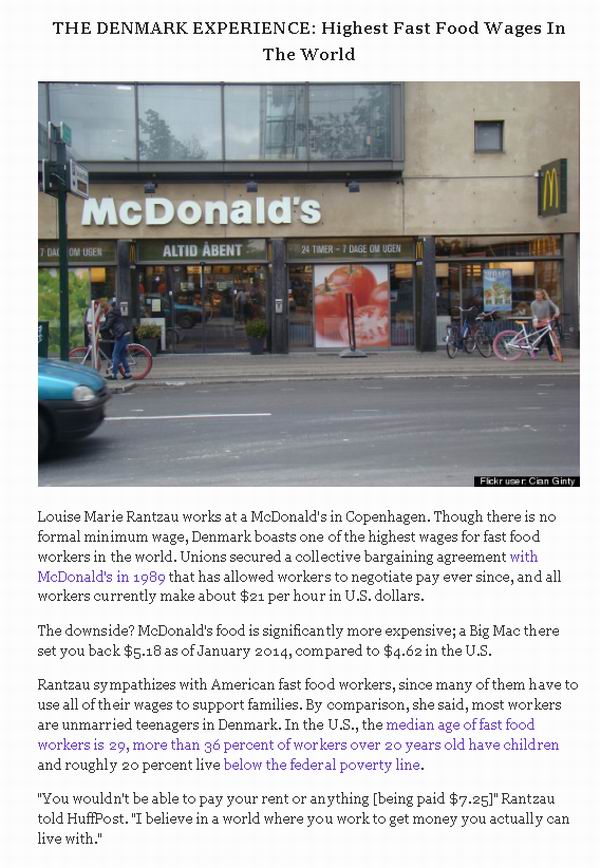 THE DENMARK EXPERIENCE: Highest Fast Food Wages In
The World
McDonald's
7 DAGE OM UGEN
ALTID ÅBENT
24 TIMER - 7 DAGE OM UGEN
Flickr user: Cian Ginty
Louise Marie Rantzau works at a McDonald's in Copenhagen. Though there is no
formal minimum wage, Denmark boasts one of the highest wages for fast food
workers in the world. Unions secured a collective bargaining agreement with
McDonald's in 1989 that has allowed workers to negotiate pay ever since, and all
workers currently make about $21 per hour in U.S. dollars.
The downside? McDonald's food is significantly more expensive; a Big Mac there
set you back $5.18 as of January 2014, compared to $4.62 in the U.S.
Rantzau sympathizes with American fast food workers, since many of them have to
use all of their wages to support families. By comparison, she said, most workers
are unmarried teenagers in Denmark. In the U.S., the median age of fast food
workers is 29, more than 36 percent of workers over 20 years old have children
and roughly 20 percent live below the federal poverty line.
"You wouldn't be able to pay your rent or anything [being paid $7.25]" Rantzau
told HuffPost. "I believe in a world where you work to get money you actually can
live with."